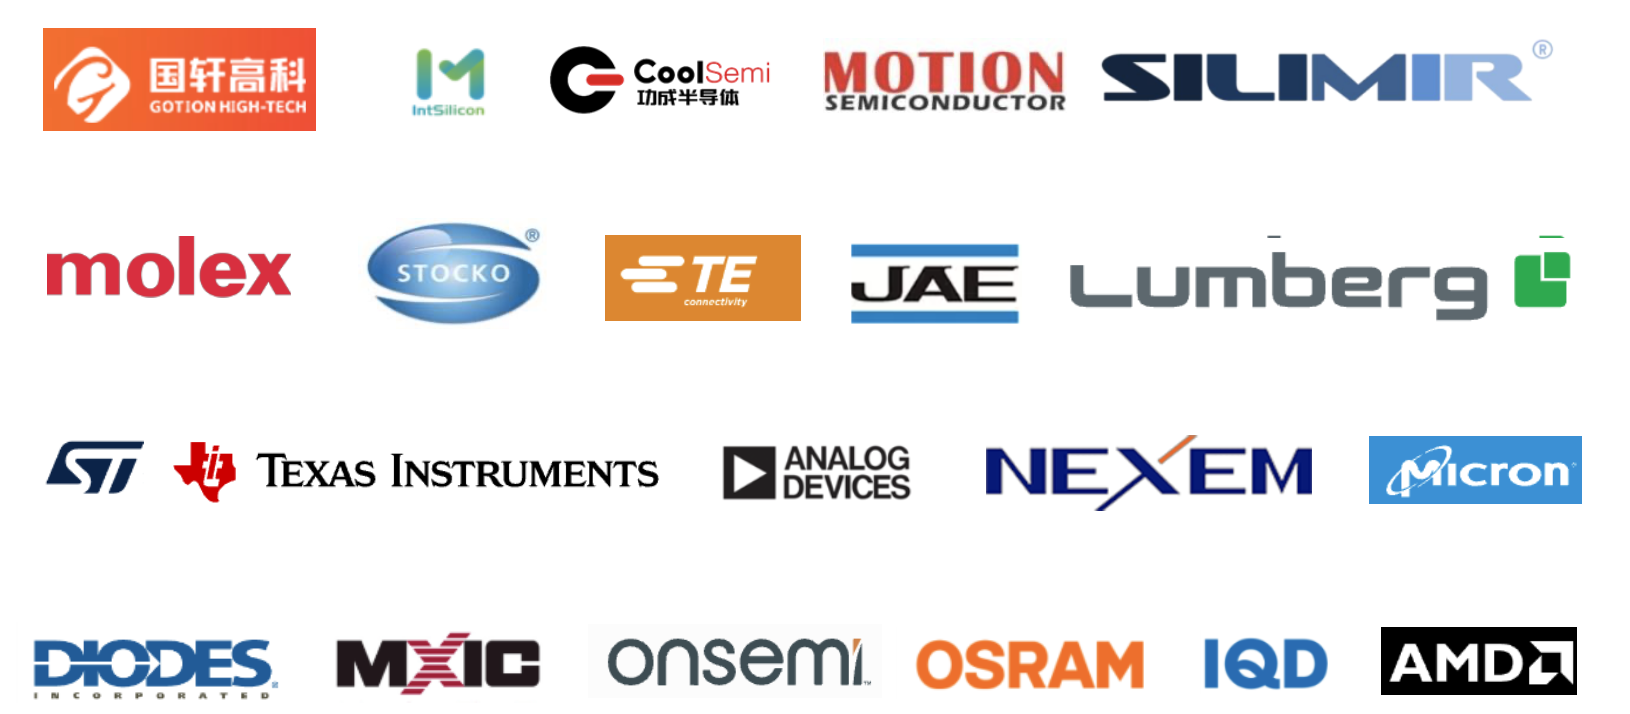 国轩高科
GOTION HIGH-TECH
IntSilicon
CoolSemi
功成半导体
MOTION
SEMICONDUCTOR
SILIMIR®
molex
STOCKO®
TE
connectivity
JAE
Lumberg
ST
TEXAS INSTRUMENTS
ANALOG
DEVICES
NEXEM
Micron
DIODES
INCORPORATED
MXIC
onsemi™
OSRAM
IQD
AMD